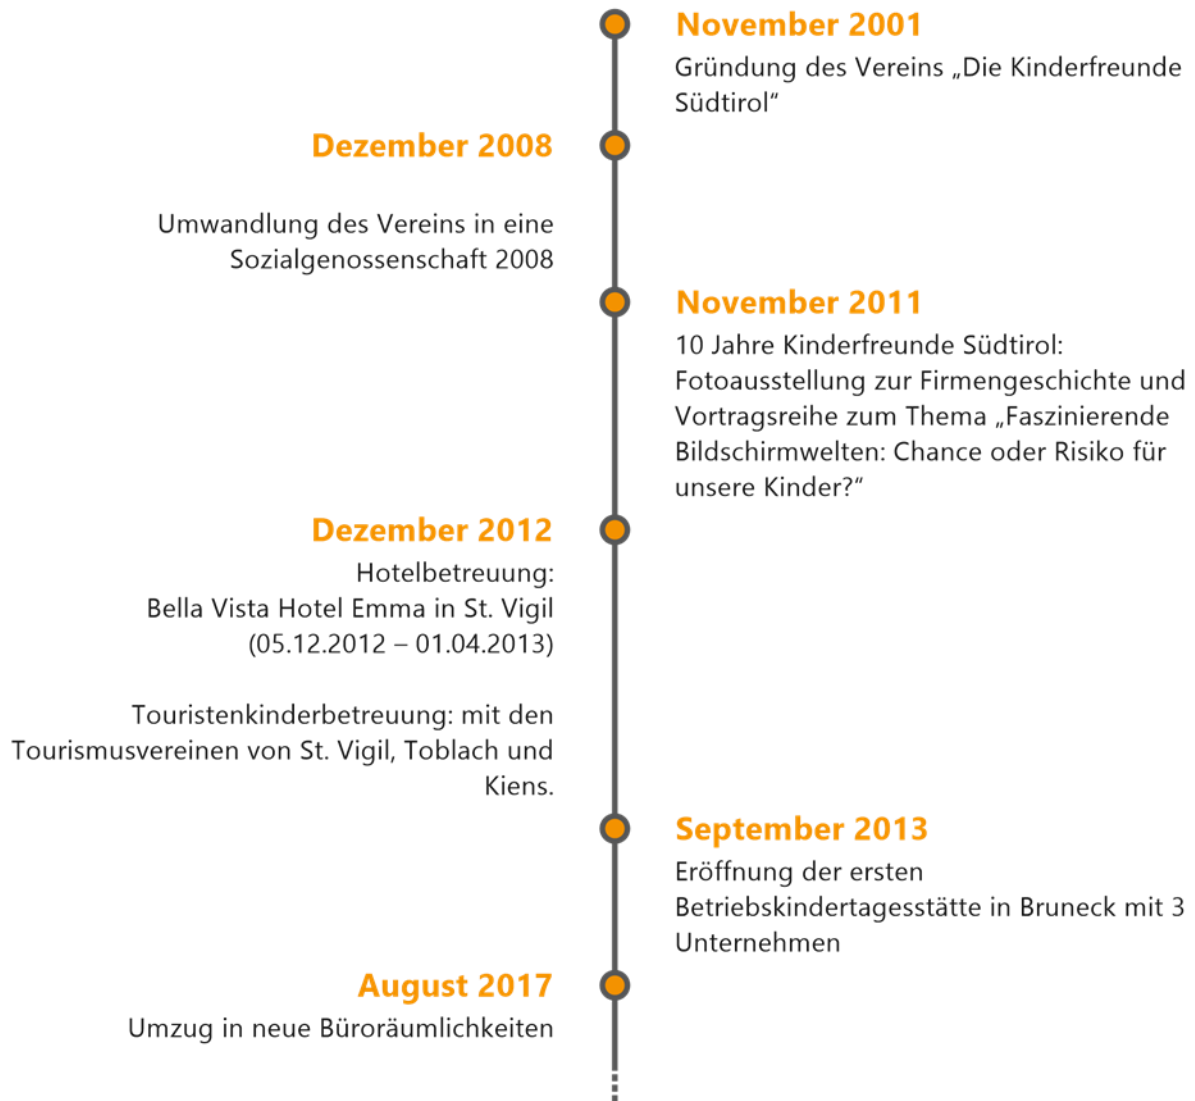 November 2001
Gründung des Vereins „Die Kinderfreunde
Südtirol“
Dezember 2008
Umwandlung des Vereins in eine
Sozialgenossenschaft 2008
November 2011
10 Jahre Kinderfreunde Südtirol:
Fotoausstellung zur Firmengeschichte und
Vortragsreihe zum Thema „Faszinierende
Bildschirmwelten: Chance oder Risiko für
unsere Kinder?“
Dezember 2012
Hotelbetreuung:
Bella Vista Hotel Emma in St. Vigil
(05.12.2012 – 01.04.2013)
Touristenkinderbetreuung: mit den
Tourismusvereinen von St. Vigil, Toblach und
Kiens.
September 2013
Eröffnung der ersten
Betriebskindertagesstätte in Bruneck mit 3
Unternehmen
August 2017
Umzug in neue Büroräumlichkeiten